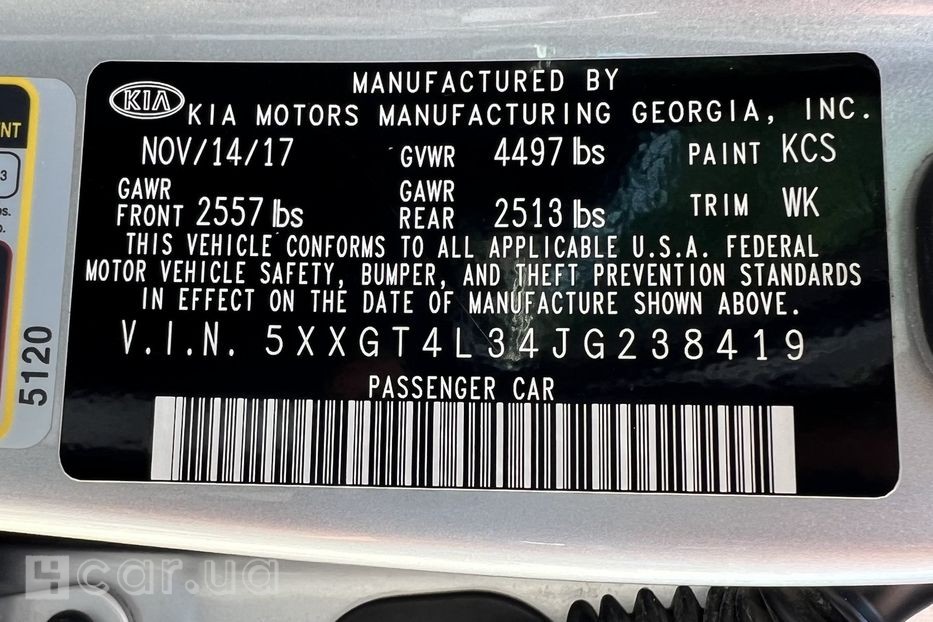 MANUFACTURED BY
KIA
KIA MOTORS MANUFACTURING GEORGIA, INC.
NOV/14/17 GVWR 4497 lbs PAINT KCS
GAWR FRONT 2557 lbs GAWR REAR 2513 lbs TRIM WK
THIS VEHICLE CONFORMS TO ALL APPLICABLE U.S.A. FEDERAL
MOTOR VEHICLE SAFETY, BUMPER, AND THEFT PREVENTION STANDARDS
IN EFFECT ON THE DATE OF MANUFACTURE SHOWN ABOVE.
V.I.N. 5XXGT4L34JG238419
PASSENGER CAR
3
5120
car.ua